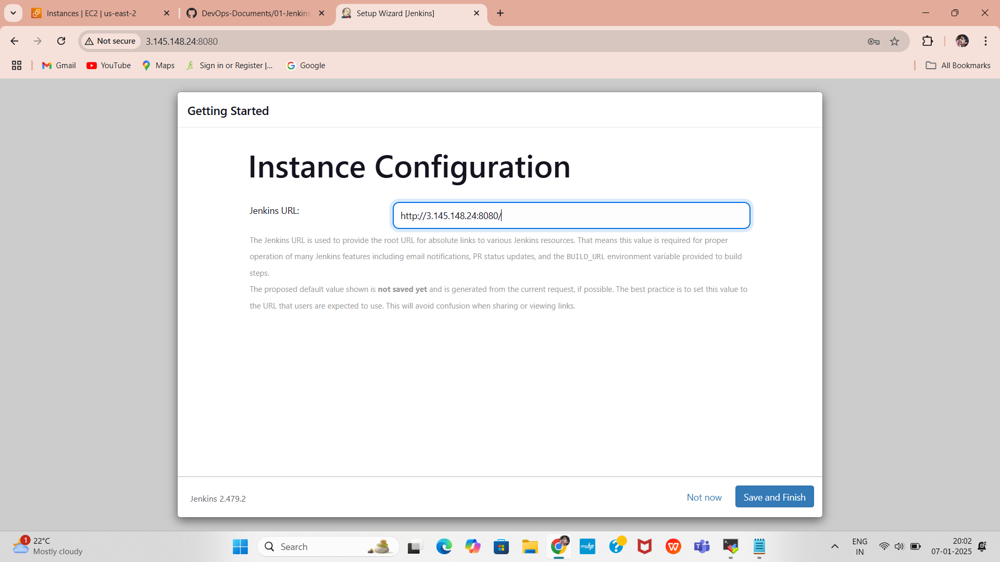 Instances | EC2 | us-east-2
DevOps-Documents/01-Jenkins
Setup Wizard [Jenkins]
Not secure
3.145.148.24:8080
Gmail
YouTube
Maps
Sign in or Register |...
Google
All Bookmarks
Getting Started
Instance Configuration
Jenkins URL:
http://3.145.148.24:8080/
The Jenkins URL is used to provide the root URL for absolute links to various Jenkins resources. That means this value is required for proper
operation of many Jenkins features including email notifications, PR status updates, and the BUILD_URL environment variable provided to build
steps.
The proposed default value shown is not saved yet and is generated from the current request, if possible. The best practice is to set this value to
the URL that users are expected to use. This will avoid confusion when sharing or viewing links.
Jenkins 2.479.2
Not now
Save and Finish
1
22°C
Mostly cloudy
Search
myhp
ENG
IN
20:02
07-01-2025